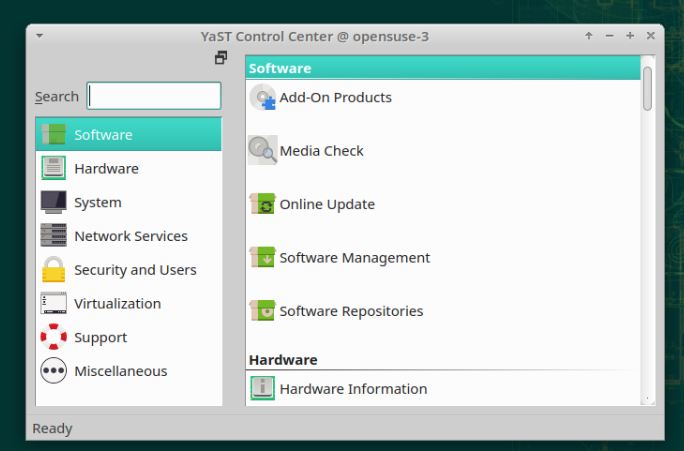 YaST Control Center @ opensuse-3
Search
Software
Hardware
System
Network Services
Security and Users
Virtualization
Support
Miscellaneous
Software
Add-On Products
Media Check
Online Update
Software Management
Software Repositories
Hardware
Hardware Information
Ready